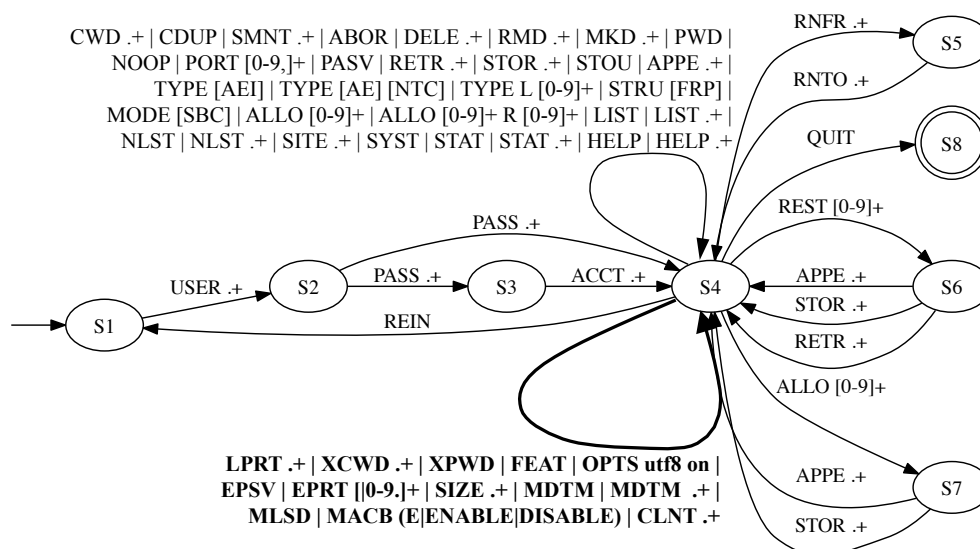 CWD .+ | CDUP | SMNT .+ | ABOR | DELE .+ | RMD .+ | MKD .+ | PWD |
NOOP | PORT [0-9,]+ | PASV | RETR .+ | STOR .+ | STOU | APPE .+ |
TYPE [AEI] | TYPE [AE] [NTC] | TYPE L [0-9]+ | STRU [FRP] |
MODE [SBC] | ALLO [0-9]+ | ALLO [0-9]+ R [0-9]+ | LIST | LIST .+ |
NLST | NLST .+ | SITE .+ | SYST | STAT | STAT .+ | HELP | HELP .+
RNFR .+
S5
RNTO .+
QUIT
S8
REST [0-9]+
PASS .+
USER .+
S2
PASS .+
S3
ACCT .+
S4
APPE .+
S6
STOR .+
S1
REIN
RETR .+
ALLO [0-9]+
LPRT .+ | XCWD .+ | XPWD | FEAT | OPTS utf8 on |
EPSV | EPRT [|0-9.]+ | SIZE .+ | MDTM | MDTM .+ |
MLSD | MACB (E|ENABLE|DISABLE) | CLNT .+
APPE .+
S7
STOR .+